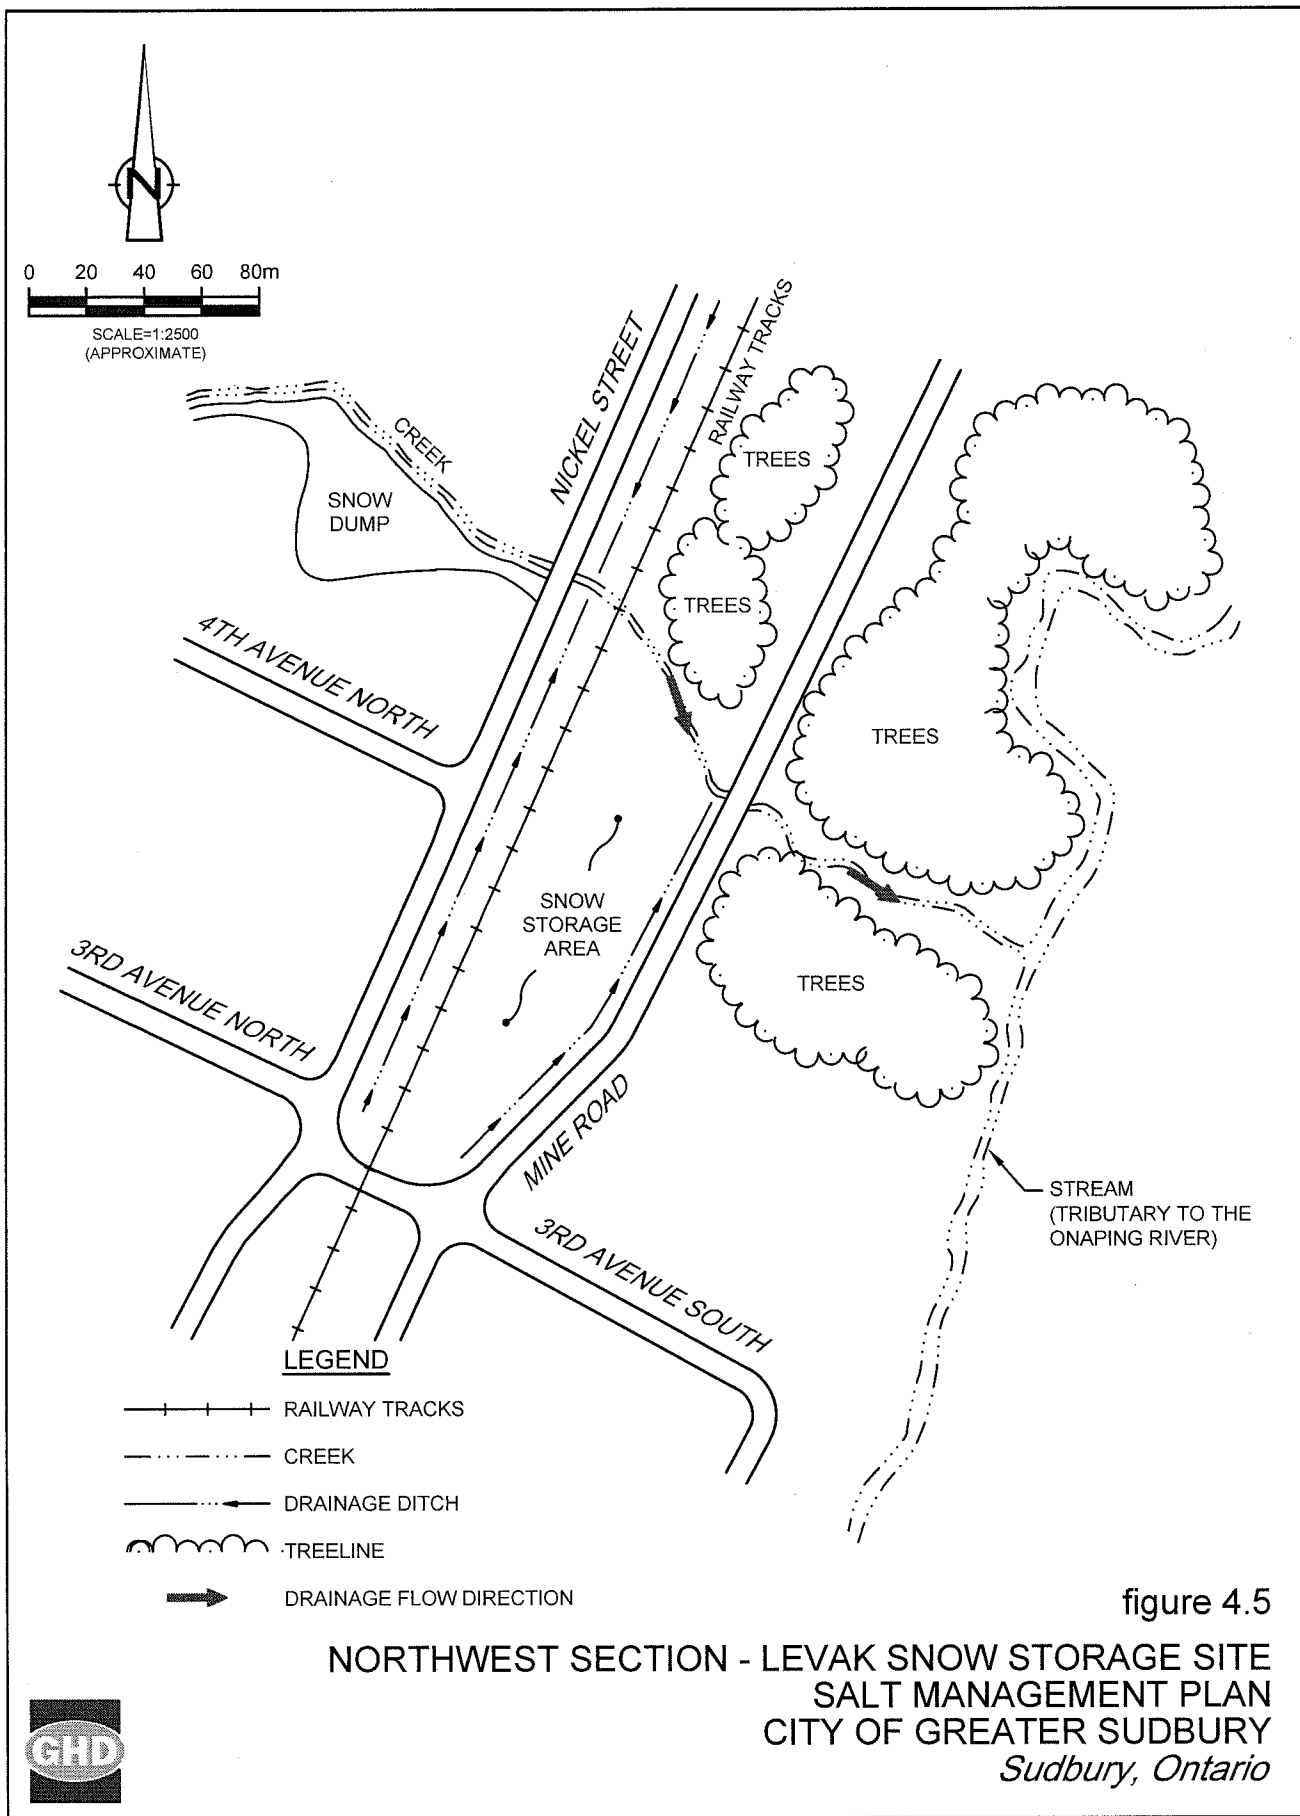 N
0 20 40 60 80m
SCALE=1:2500
(APPROXIMATE)
NICKEL STREET
RAILWAY TRACKS
CREEK
SNOW
DUMP
TREES
TREES
4TH AVENUE NORTH
TREES
SNOW
STORAGE
AREA
3RD AVENUE NORTH
TREES
MINE ROAD
STREAM
(TRIBUTARY TO THE
ONAPING RIVER)
3RD AVENUE SOUTH
LEGEND
RAILWAY TRACKS
CREEK
DRAINAGE DITCH
TREELINE
DRAINAGE FLOW DIRECTION
figure 4.5
NORTHWEST SECTION - LEVAK SNOW STORAGE SITE
SALT MANAGEMENT PLAN
CITY OF GREATER SUDBURY
Sudbury, Ontario
GHD